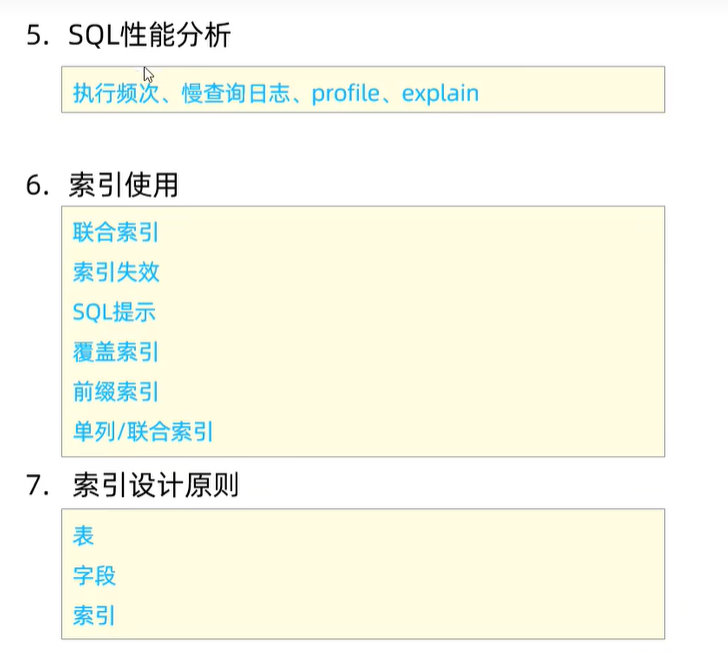 5. SQL性能分析
执行频次、慢查询日志、profile、explain
6. 索引使用
联合索引
索引失效
SQL提示
覆盖索引
前缀索引
单列/联合索引
7. 索引设计原则
表
字段
索引